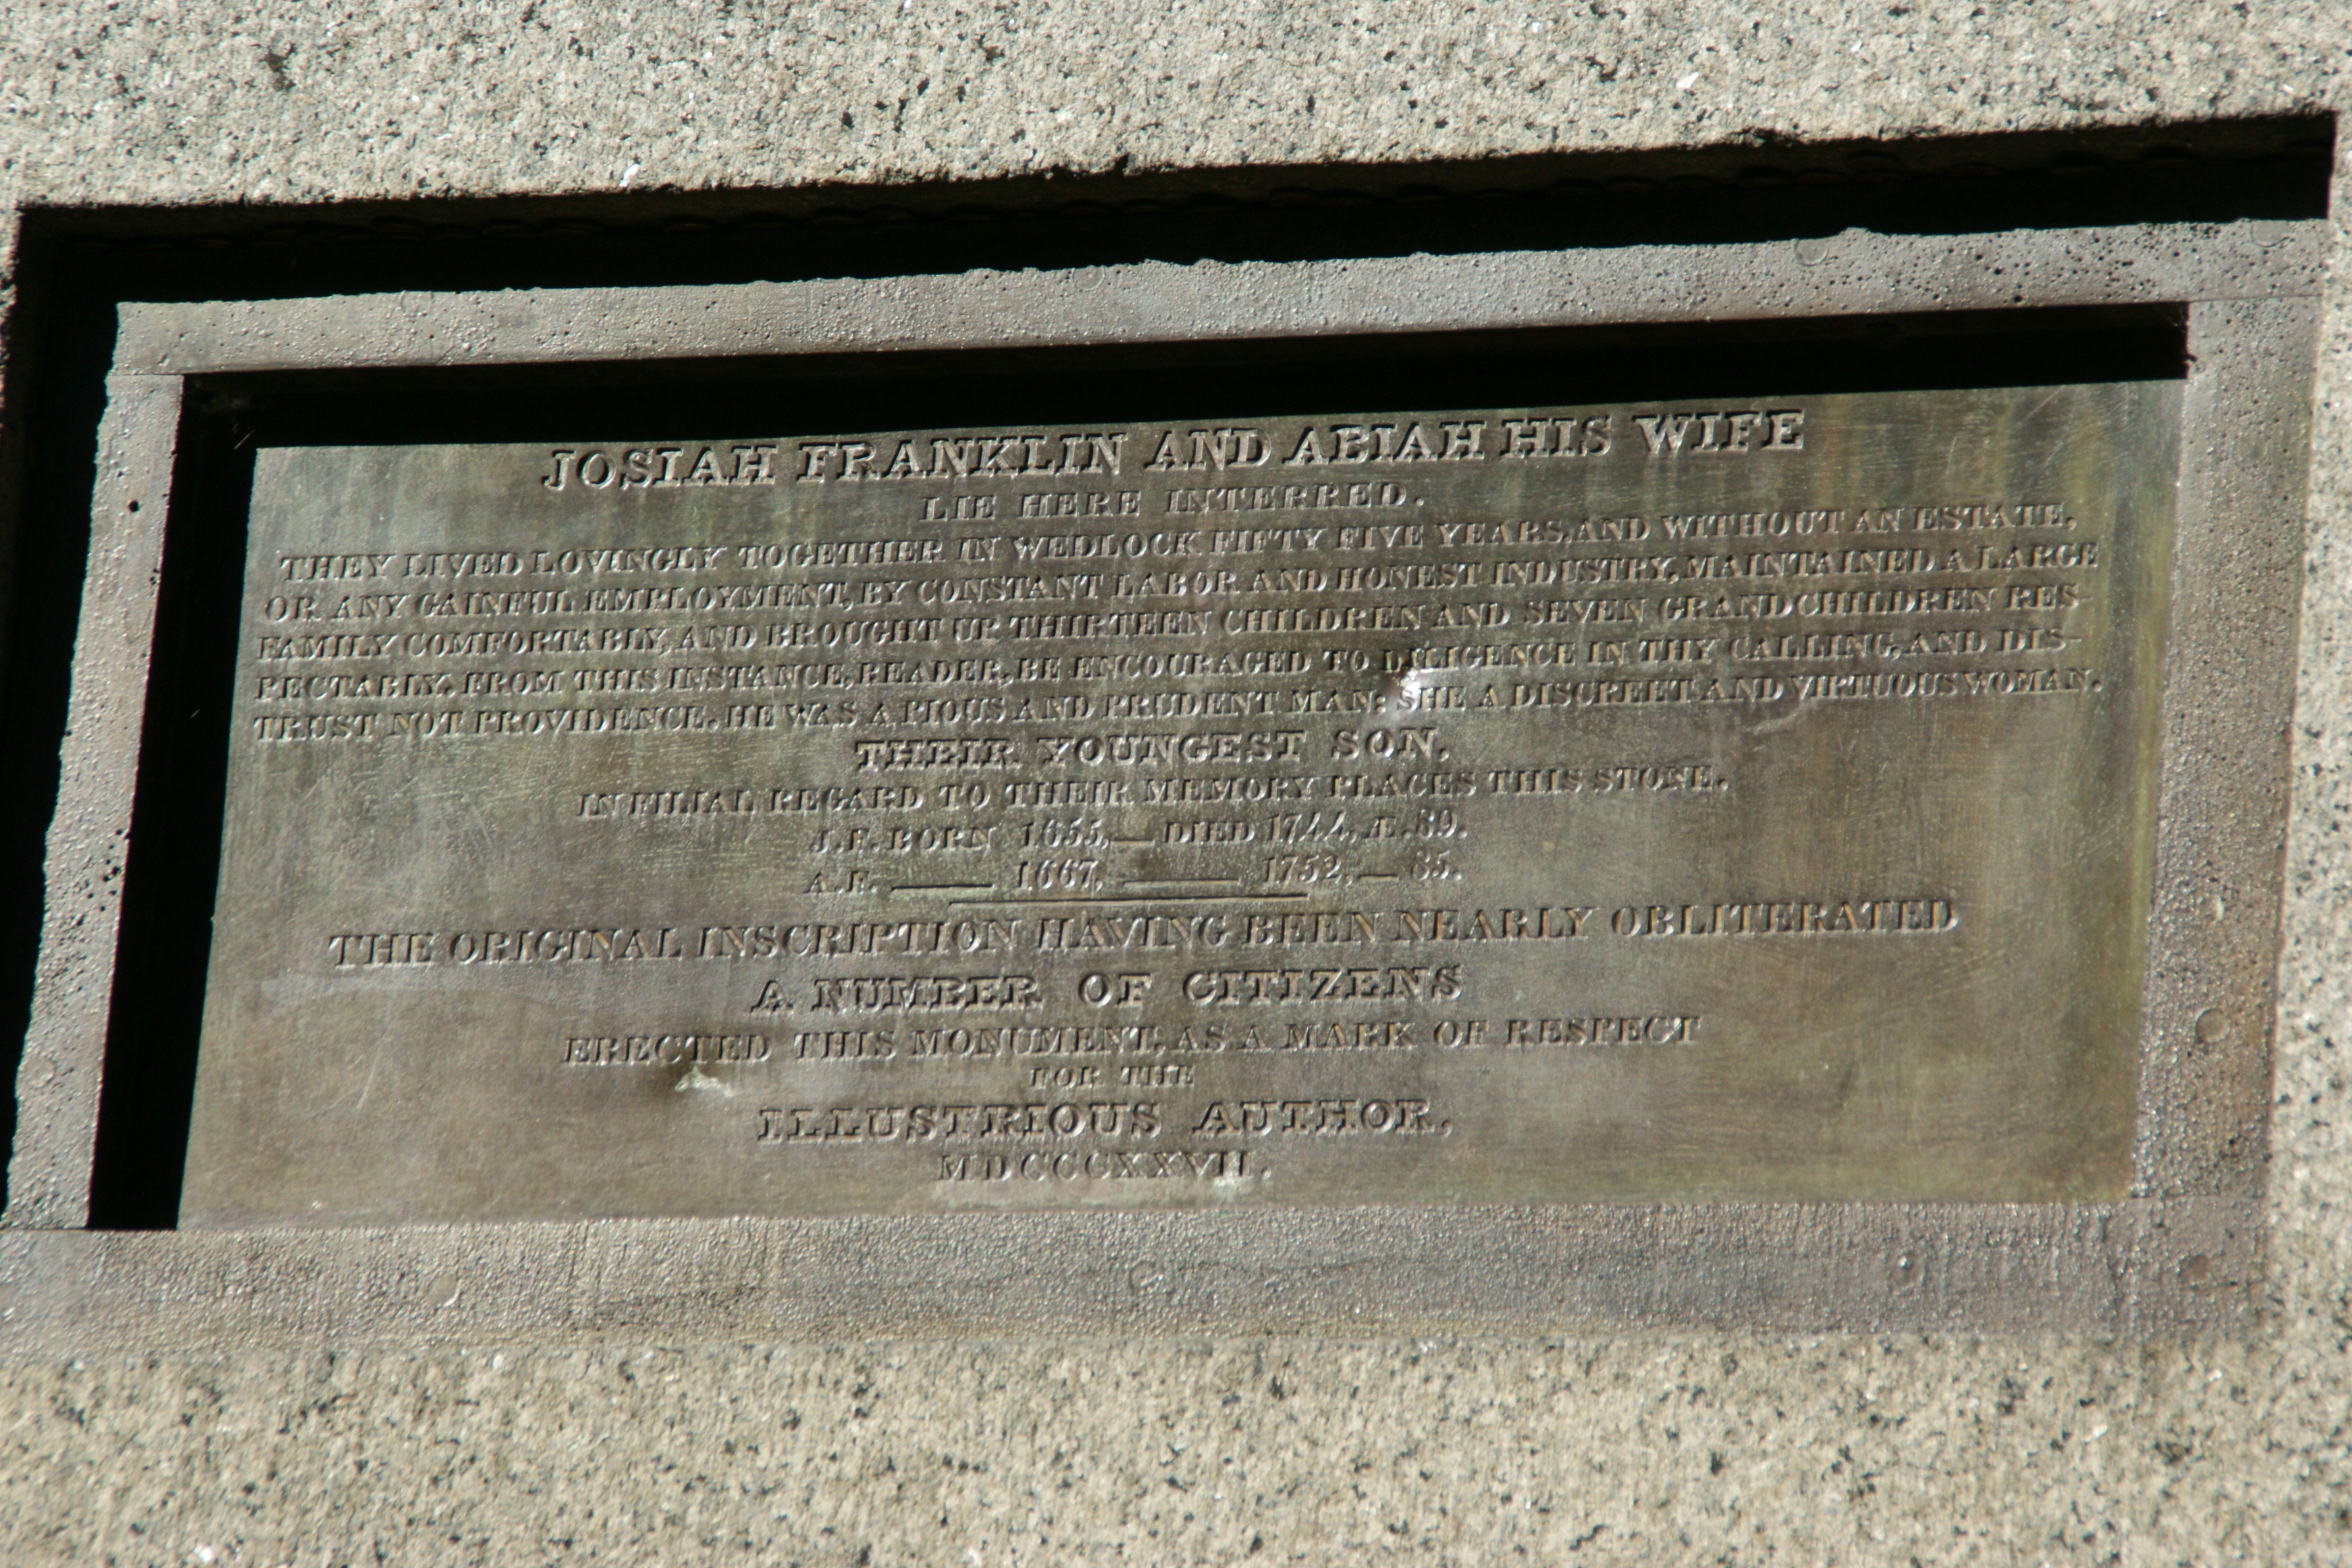 JOSIAH FRANKLIN AND ABIAH HIS WIFE
LIE HERE INTERRED.
THEY LIVED LOVINGLY TOGETHER IN WEDLOCK FIFTY FIVE YEARS, AND WITHOUT AN ESTATE,
OR ANY GAINFUL EMPLOYMENT, BY CONSTANT LABOR AND HONEST INDUSTRY, MAINTAINED A LARGE
FAMILY COMFORTABLY, AND BROUGHT UP THIRTEEN CHILDREN AND SEVEN GRANDCHILDREN RES-
PECTABLY. FROM THIS INSTANCE, READER, BE ENCOURAGED TO DILIGENCE IN THY CALLING, AND DIS-
TRUST NOT PROVIDENCE. HE WAS A PIOUS AND PRUDENT MAN: SHE A DISCREET AND VIRTUOUS WOMAN.
THEIR YOUNGEST SON.
IN FILIAL REGARD TO THEIR MEMORY PLACES THIS STONE.
J.F. BORN 1655,— DIED 1744, Æ. 89.
A.F. —— 1667, —— 1752,— 85.
THE ORIGINAL INSCRIPTION HAVING BEEN NEARLY OBLITERATED
A NUMBER OF CITIZENS
ERECTED THIS MONUMENT, AS A MARK OF RESPECT
FOR THE
ILLUSTRIOUS AUTHOR,
MDCCCXXVII.